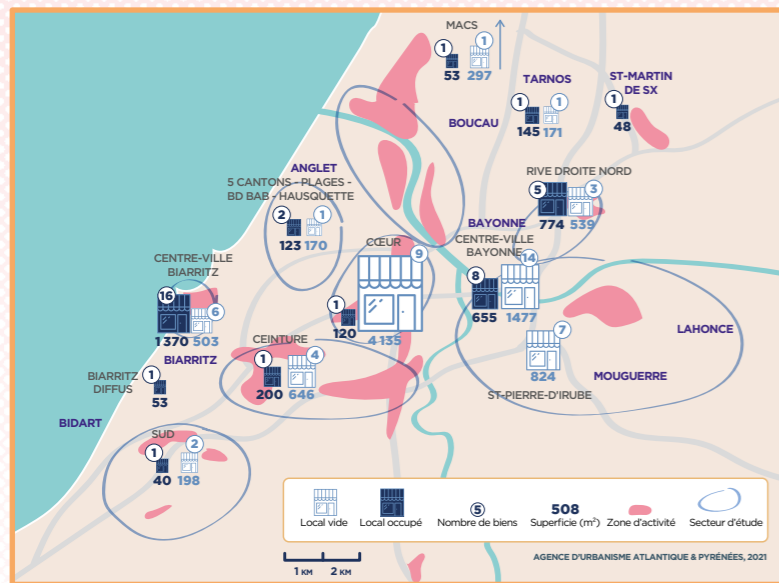 MACS
1
1
53
297
TARNOS
1
1
145
171
ST-MARTIN
DE SX
1
48
BOUCAU
ANGLET
5 CANTONS - PLAGES -
BD BAB - HAUSQUETTE
2
1
123
170
RIVE DROITE NORD
5
3
774
539
BAYONNE
CENTRE-VILLE
BAYONNE
8
14
655
1477
CŒUR
9
1
120
4 135
CENTRE-VILLE
BIARRITZ
16
6
1 370
503
BIARRITZ
CEINTURE
1
4
200
646
7
824
ST-PIERRE-D'IRUBE
LAHONCE
MOUGUERRE
BIARRITZ
DIFFUS
1
53
BIDART
SUD
1
2
40
198
Local vide
Local occupé
5
Nombre de biens
508
Superficie (m²)
Zone d'activité
Secteur d'étude
1 KM
2 KM
AGENCE D'URBANISME ATLANTIQUE & PYRÉNÉES, 2021